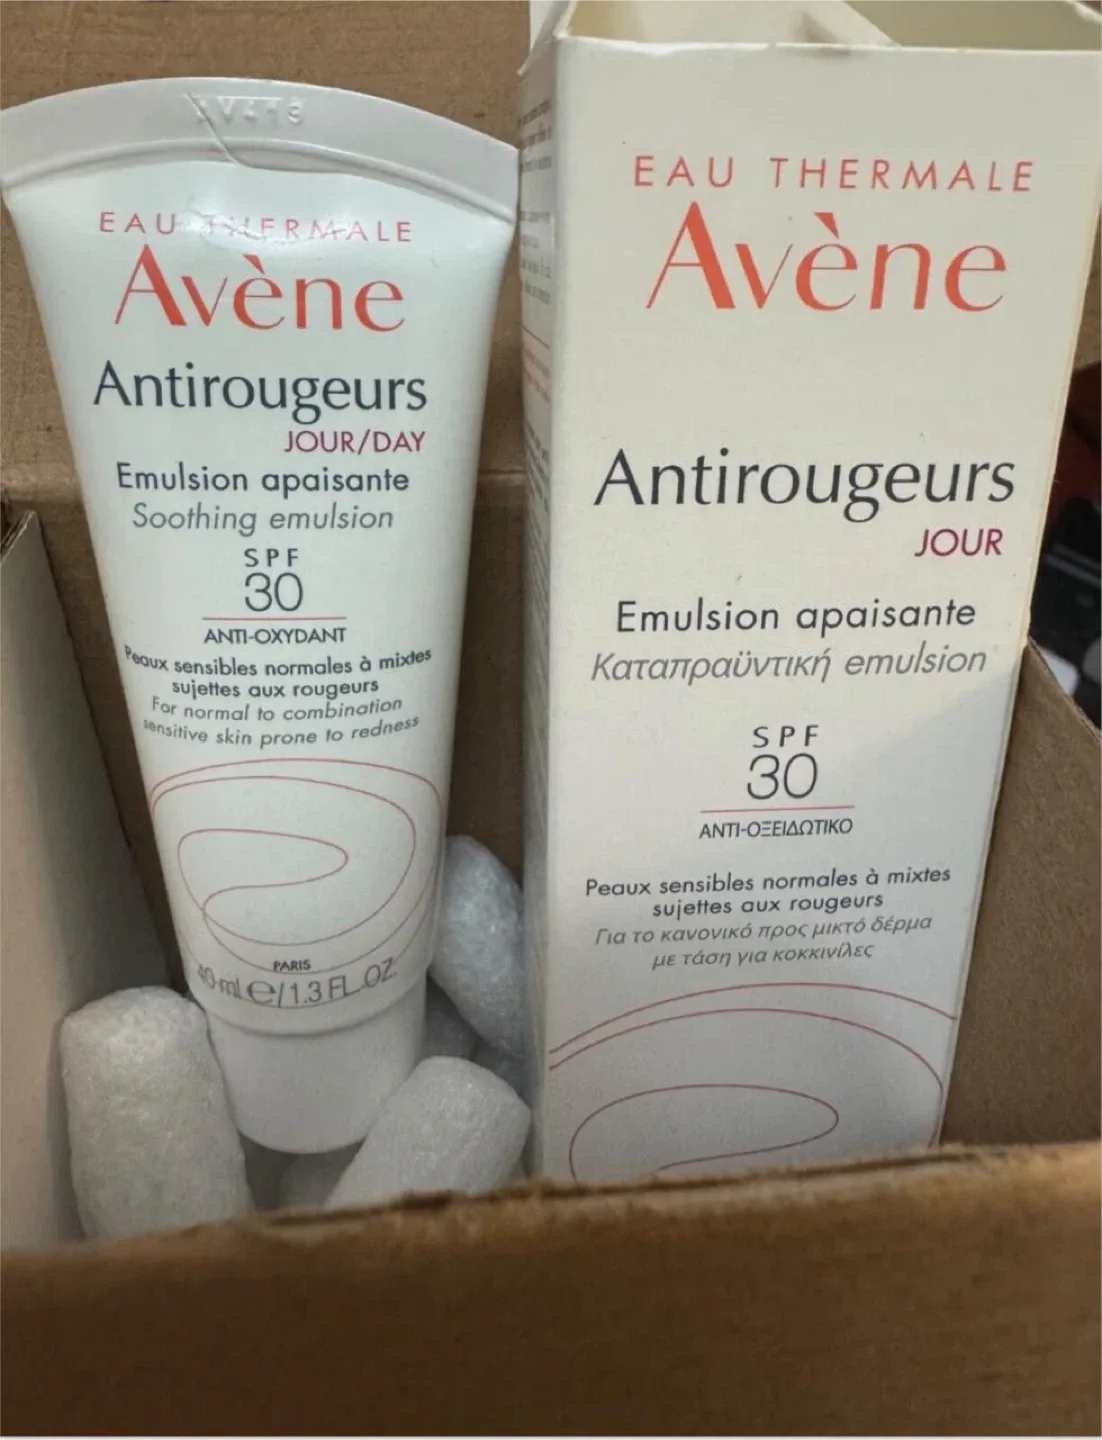 EAU THERMALE
Avène
Antirougeurs
JOUR/DAY
Emulsion apaisante
Soothing emulsion
SPF
30
ANTI-OXYDANT
Peaux sensibles normales à mixtes
sujettes aux rougeurs
For normal to combination
sensitive skin prone to redness
PARIS
40 ml e/1.3 FL.OZ
EAU THERMALE
Avène
Antirougeurs
JOUR
Emulsion apaisante
Καταπραϋντική emulsion
SPF
30
ΑΝΤΙ-ΟΞΕΙΔΩΤΙΚΟ
Peaux sensibles normales à mixtes
sujettes aux rougeurs
Για το κανονικό προς μικτό δέρμα
με τάση για κοκκινίλες